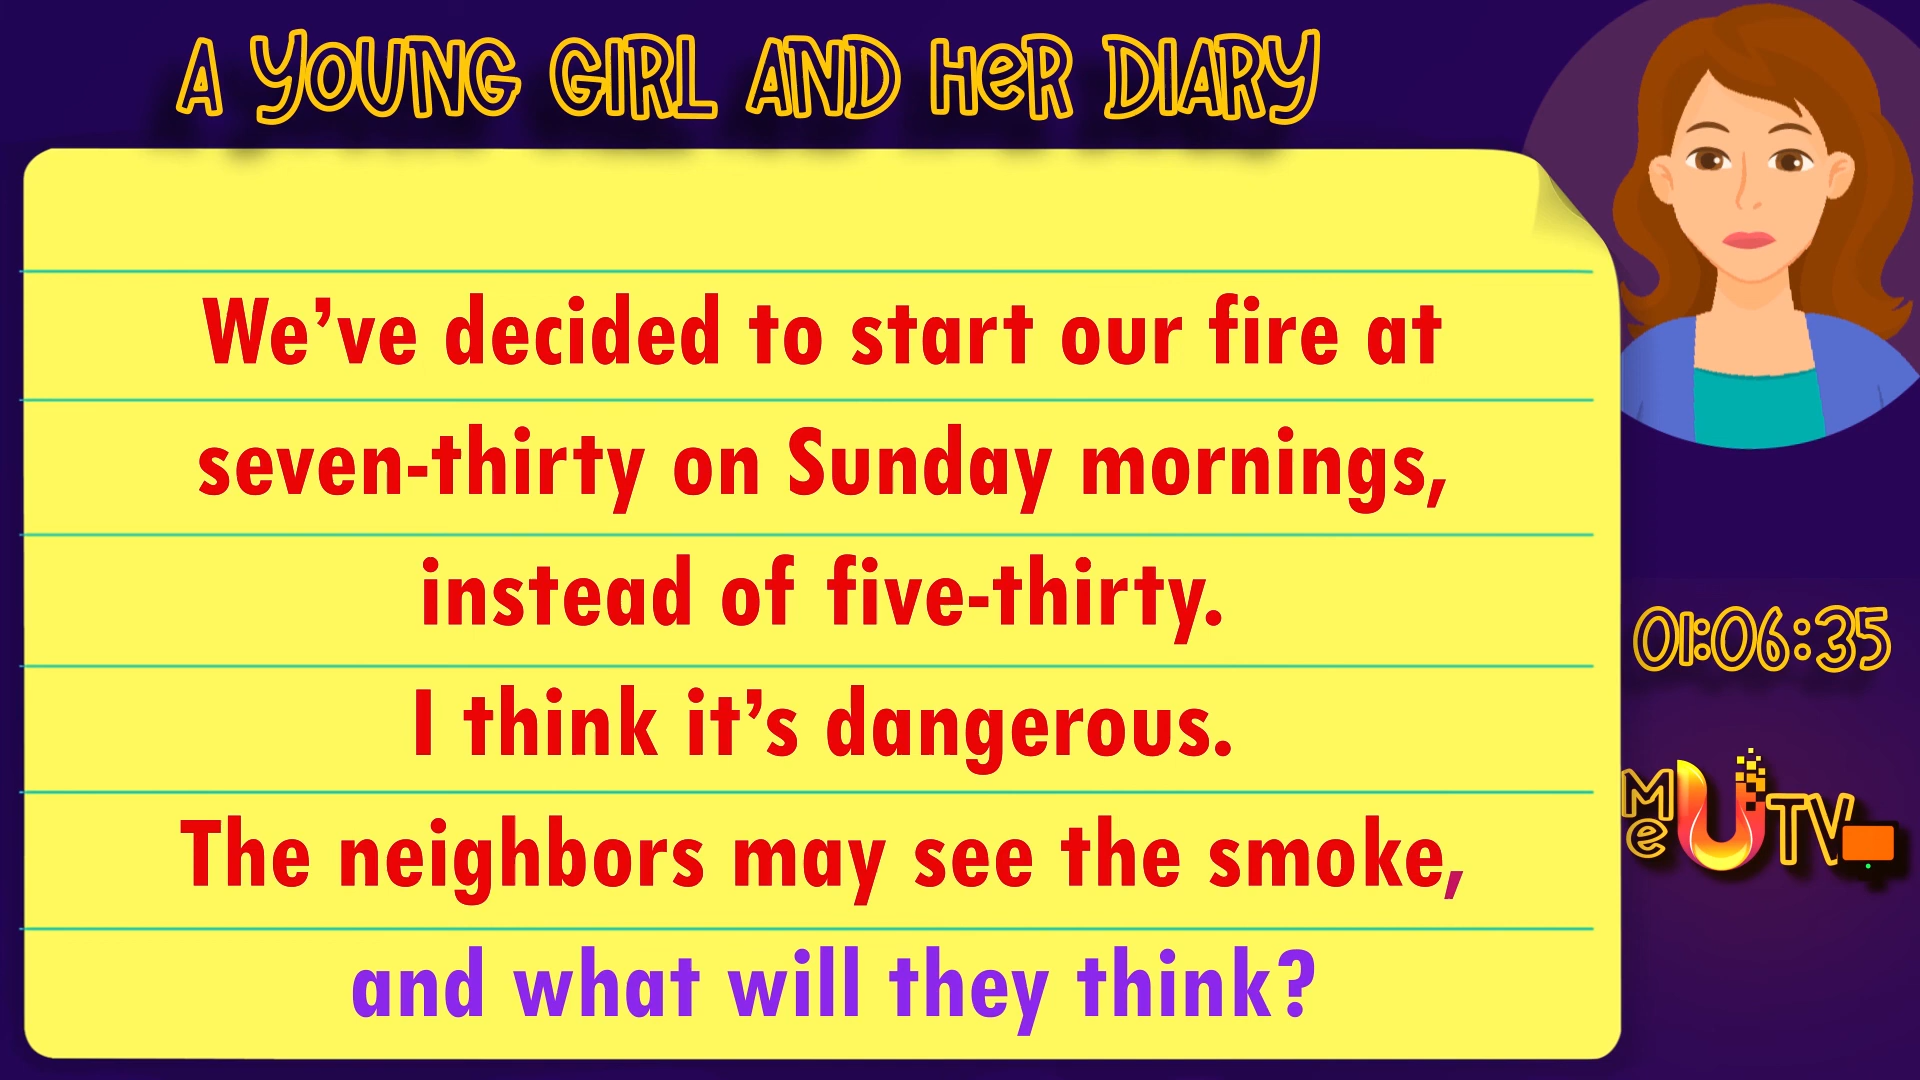 A YOUNG GIRL AND HeR DIARY
We’ve decided to start our fire at
seven-thirty on Sunday mornings,
instead of five-thirty.
I think it’s dangerous.
The neighbors may see the smoke,
and what will they think?
01:06:35
Me U TV